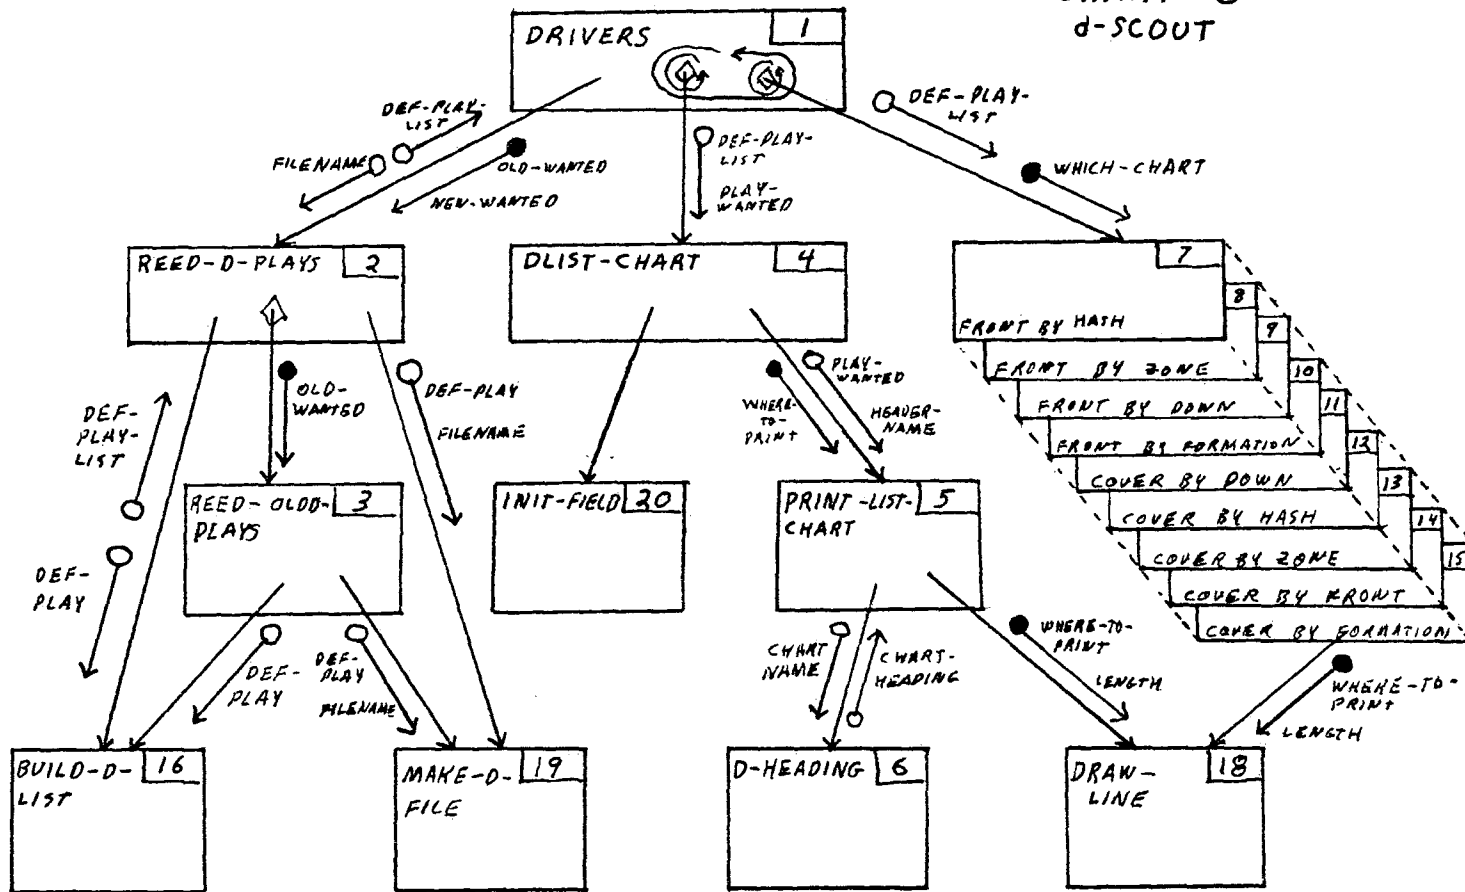 d-SCOUT
DRIVERS
1
DEF-PLAY-
LIST
FILENAME
OLD-WANTED
NEW-WANTED
DEF-PLAY-
LIST
PLAY-
WANTED
DEF-PLAY-
LIST
WHICH-CHART
REED-D-PLAYS
2
DLIST-CHART
4
7
FRONT BY HASH
8
FRONT BY ZONE
9
FRONT BY DOWN
10
FRONT BY FORMATION
11
COVER BY DOWN
12
COVER BY HASH
13
COVER BY ZONE
14
COVER BY FRONT
15
COVER BY FORMATION
DEF-
PLAY-
LIST
OLD-
WANTED
DEF-PLAY
FILENAME
WHERE-
TO-
PRINT
PLAY-
WANTED
HEADER-
NAME
DEF-
PLAY
REED-OLDD-
PLAYS
3
INIT-FIELD
20
PRINT-LIST-
CHART
5
DEF-
PLAY
DEF-
PLAY
FILENAME
CHART
NAME
CHART-
HEADING
WHERE-TO-
PRINT
LENGTH
WHERE-TO-
PRINT
LENGTH
BUILD-D-
LIST
16
MAKE-D-
FILE
19
D-HEADING
6
DRAW-
LINE
18